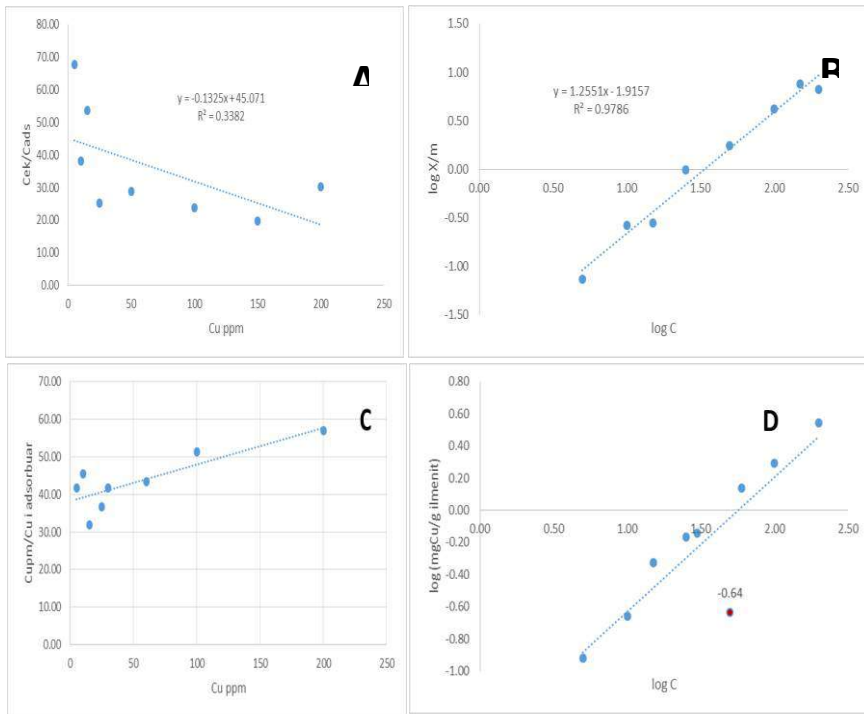 80.00
70.00
60.00
50.00
40.00
30.00
20.00
10.00
0.00
Cek/Cads
A
y = -0.1325x + 45.071
R² = 0.3382
0 50 100 150 200 250
Cu ppm
1.50
1.00
0.50
0.00
-0.50
-1.00
-1.50
log X/m
B
y = 1.2551x - 1.9157
R² = 0.9786
0.00 0.50 1.00 1.50 2.00 2.50
log C
70.00
60.00
50.00
40.00
30.00
20.00
10.00
0.00
Cupm/Cu i adsorbuar
C
0 50 100 150 200 250
Cu ppm
0.80
0.60
0.40
0.20
0.00
-0.20
-0.40
-0.60
-0.80
-1.00
log (mgCu/g ilmenit)
D
0.00 0.50 1.00 1.50 2.00 2.50
-0.64
log C